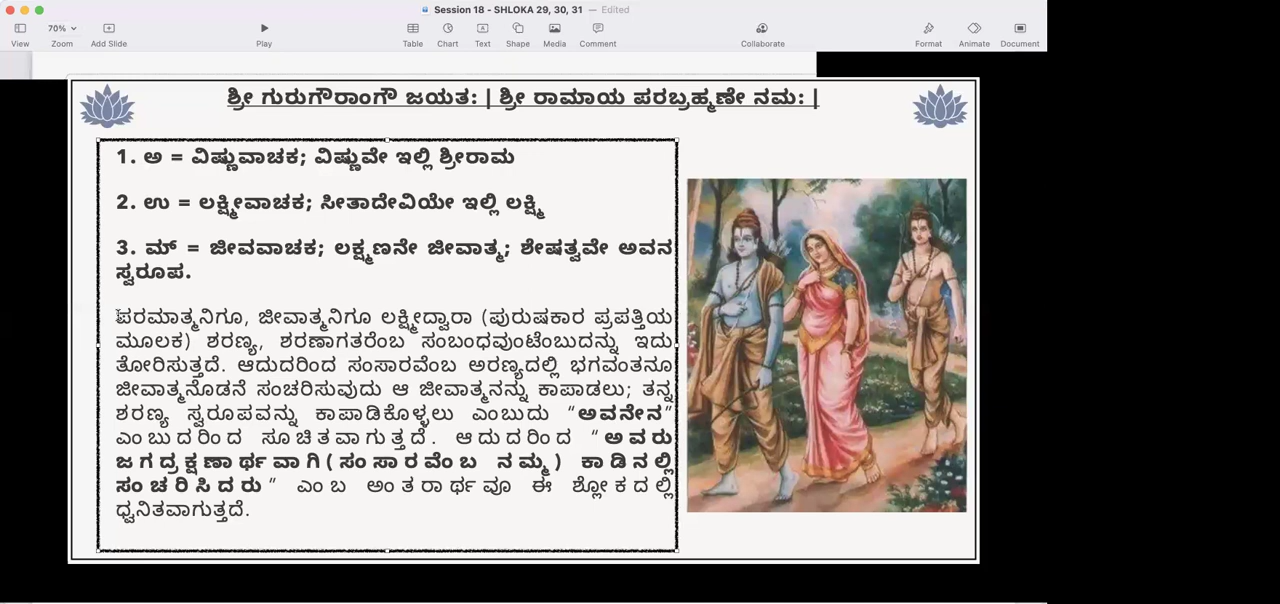 Session 18 - SHLOKA 29, 30, 31 — Edited
70%
View Zoom Add Slide Play Table Chart Text Shape Media Comment Collaborate Format Animate Document
ಶ್ರೀ ಗುರುಗೌರಾಂಗೌ ಜಯತ: | ಶ್ರೀ ರಾಮಾಯ ಪರಬ್ರಹ್ಮಣೇ ನಮ: |
1. ಅ = ವಿಷ್ಣುವಾಚಕ; ವಿಷ್ಣುವೇ ಇಲ್ಲಿ ಶ್ರೀರಾಮ
2. ಉ = ಲಕ್ಷ್ಮೀವಾಚಕ; ಸೀತಾದೇವಿಯೇ ಇಲ್ಲಿ ಲಕ್ಷ್ಮಿ
3. ಮ್ = ಜೀವವಾಚಕ; ಲಕ್ಷ್ಮಣನೇ ಜೀವಾತ್ಮ; ಶೇಷತ್ವವೇ ಅವನ
ಸ್ವರೂಪ.
ಪರಮಾತ್ಮನಿಗೂ, ಜೀವಾತ್ಮನಿಗೂ ಲಕ್ಷ್ಮೀದ್ವಾರಾ (ಪುರುಷಕಾರ ಪ್ರಪತ್ತಿಯ
ಮೂಲಕ) ಶರಣ್ಯ, ಶರಣಾಗತರೆಂಬ ಸಂಬಂಧವುಂಟೆಂಬುದನ್ನು ಇದು
ತೋರಿಸುತ್ತದೆ. ಆದುದರಿಂದ ಸಂಸಾರವೆಂಬ ಅರಣ್ಯದಲ್ಲಿ ಭಗವಂತನೂ
ಜೀವಾತ್ಮನೊಡನೆ ಸಂಚರಿಸುವುದು ಆ ಜೀವಾತ್ಮನನ್ನು ಕಾಪಾಡಲು; ತನ್ನ
ಶರಣ್ಯ ಸ್ವರೂಪವನ್ನು ಕಾಪಾಡಿಕೊಳ್ಳಲು ಎಂಬುದು “ಅವನೇನ”
ಎಂಬುದರಿಂದ ಸೂಚಿತವಾಗುತ್ತದೆ. ಆದುದರಿಂದ “ಅವರು
ಜಗದ್ರಕ್ಷಣಾರ್ಥವಾಗಿ(ಸಂಸಾರವೆಂಬ ನಮ್ಮ) ಕಾಡಿನಲ್ಲಿ
ಸಂಚರಿಸಿದರು” ಎಂಬ ಅಂತರಾರ್ಥವೂ ಈ ಶ್ಲೋಕದಲ್ಲಿ
ಧ್ವನಿತವಾಗುತ್ತದೆ.